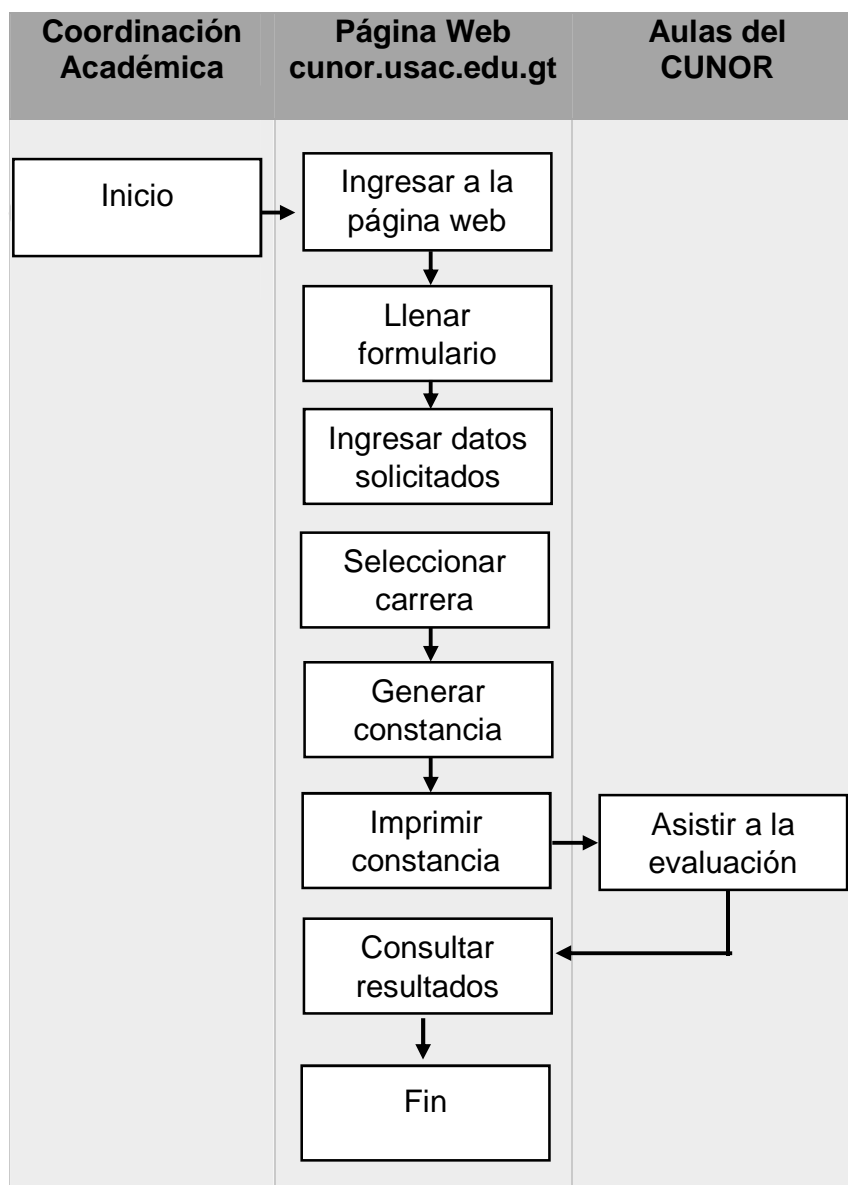 Coordinación
Académica
Página Web
cunor.usac.edu.gt
Aulas del
CUNOR
Inicio
Ingresar a la
página web
Llenar
formulario
Ingresar datos
solicitados
Seleccionar
carrera
Generar
constancia
Imprimir
constancia
Asistir a la
evaluación
Consultar
resultados
Fin